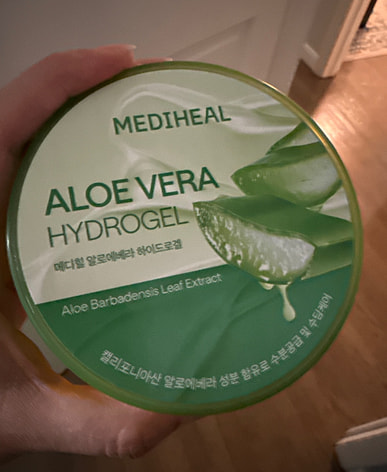 MEDIHEAL
ALOE VERA
HYDROGEL
메디힐 알로에베라 하이드로겔
Aloe Barbadensis Leaf Extract
캘리포니아산 알로에베라 성분 함유로 수분공급 및 수딩케어